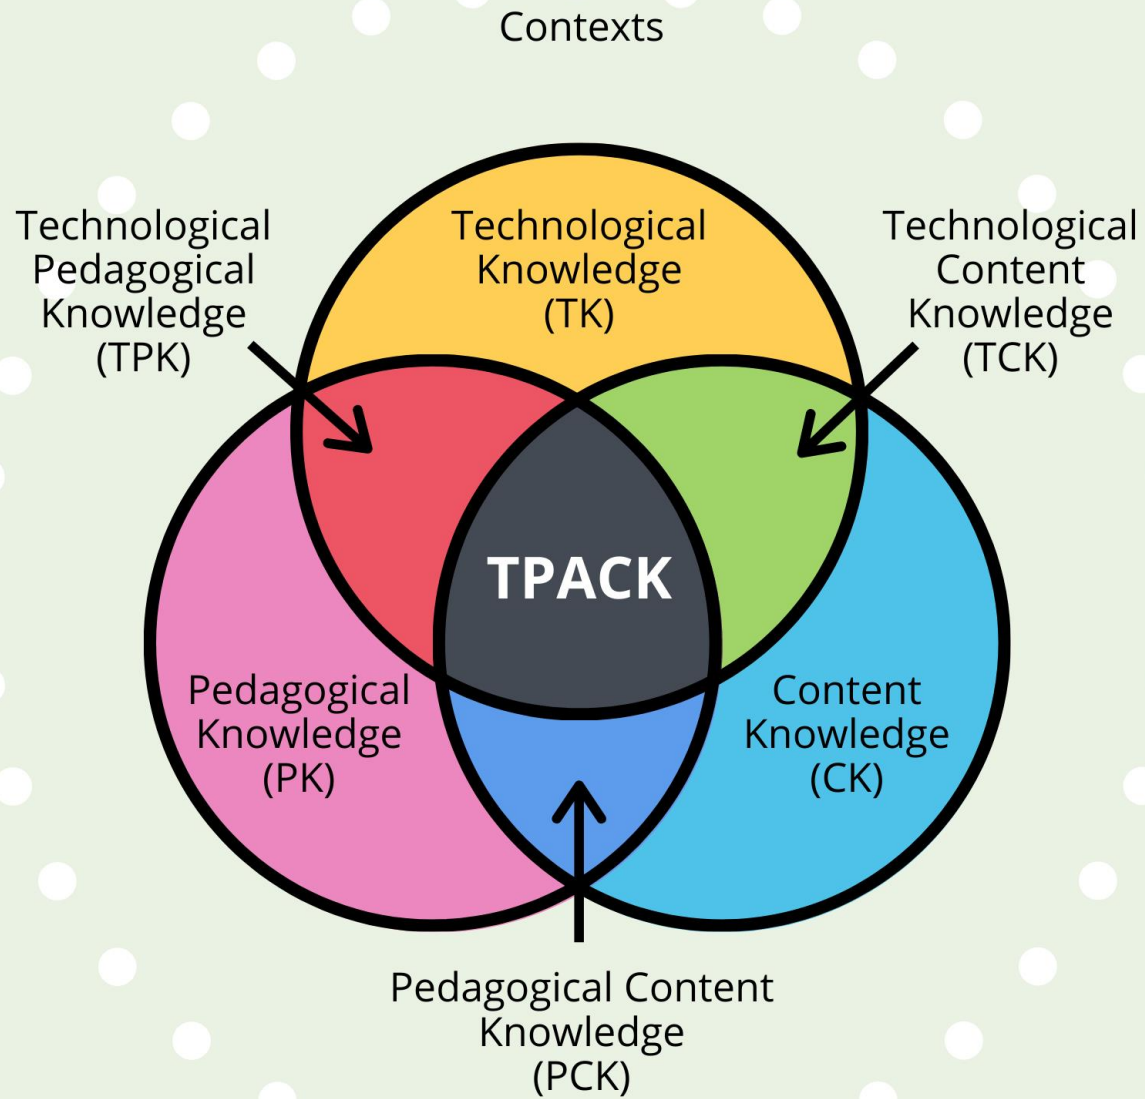 Contexts
Technological
Pedagogical
Knowledge
(TPK)
Technological
Knowledge
(TK)
Technological
Content
Knowledge
(TCK)
TPACK
Pedagogical
Knowledge
(PK)
Content
Knowledge
(CK)
Pedagogical Content
Knowledge
(PCK)